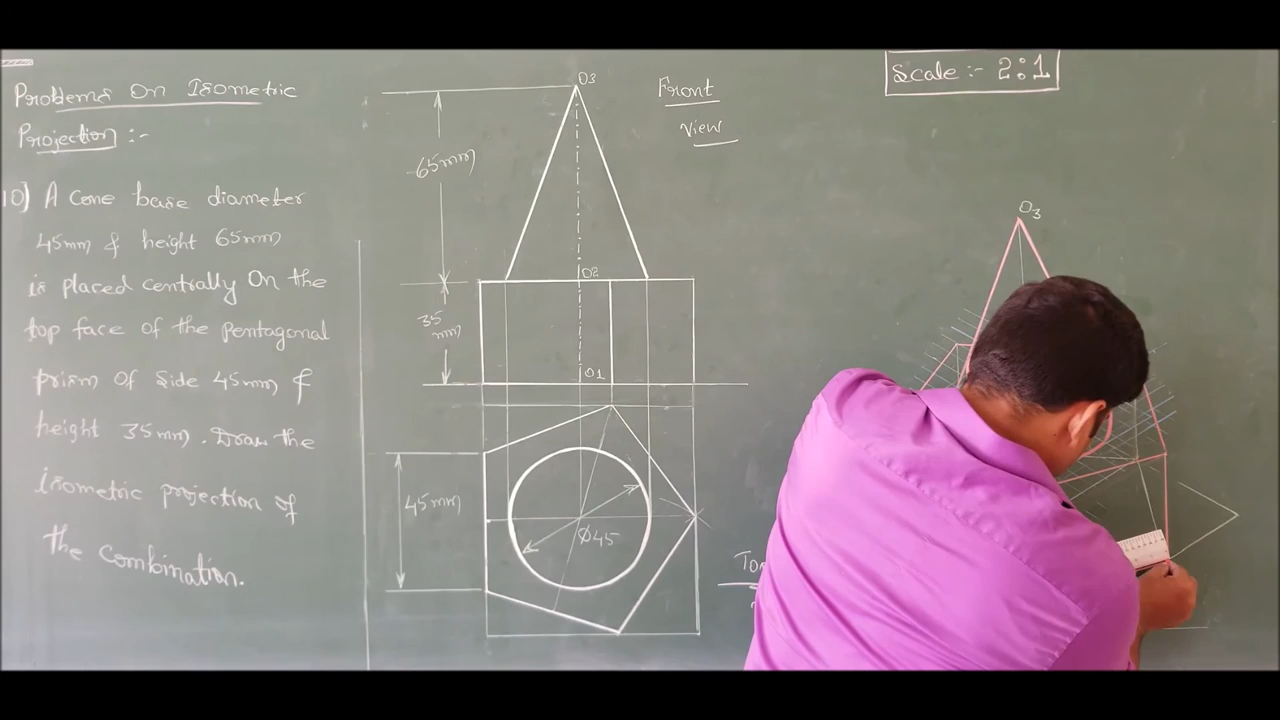 Problems On Isometric
Projection :-
10] A Cone base diameter
45mm & height 65mm
is placed centrally On the
top face of the pentagonal
prism of side 45mm &
height 35mm. Draw the
isometric projection of
the Combination.
O3
65mm
O2
35
mm
O1
45mm
Ø45
Front
View
Scale :- 2:1
O3